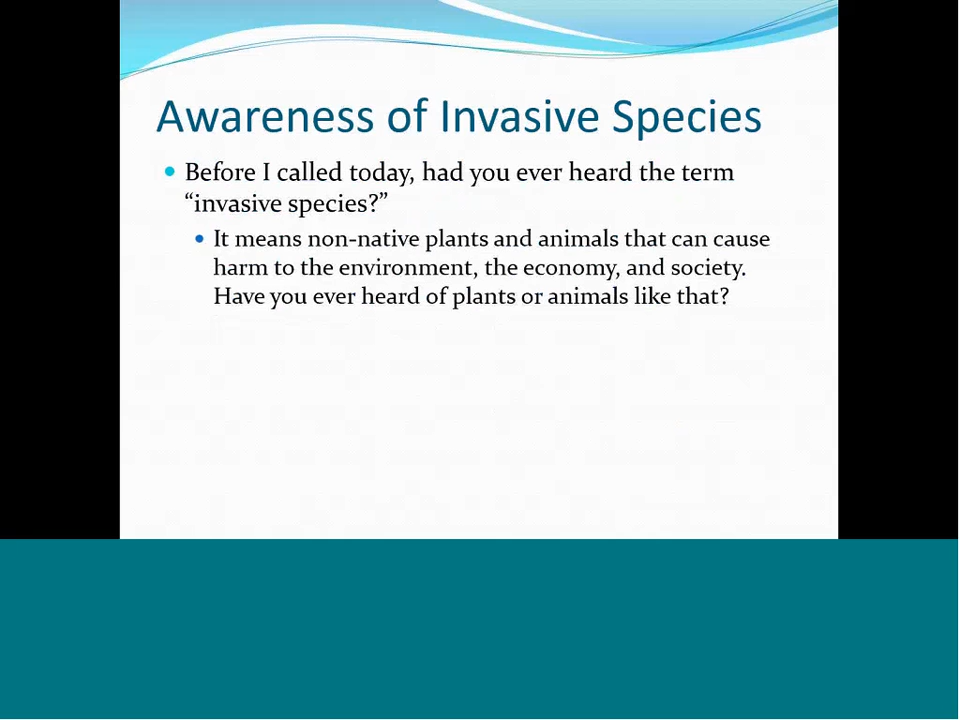 Awareness of Invasive Species
Before I called today, had you ever heard the term
“invasive species?”
It means non-native plants and animals that can cause
harm to the environment, the economy, and society.
Have you ever heard of plants or animals like that?